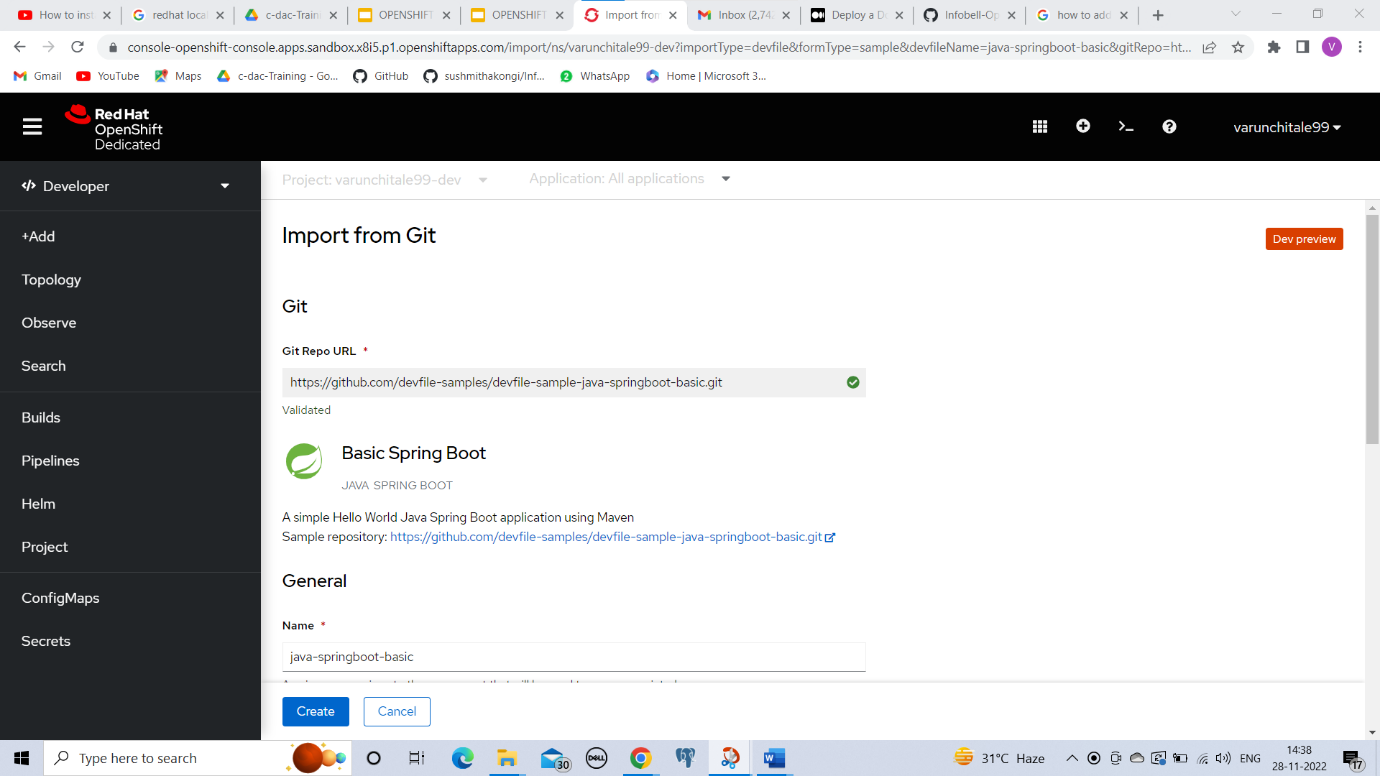 How to inst
redhat local
c-dac-Traini
OPENSHIFT
OPENSHIFT
Import from
Inbox (2,74
Deploy a Do
Infobell-Op
how to add
console-openshift-console.apps.sandbox.x8i5.p1.openshiftapps.com/import/ns/varunchitale99-dev?importType=devfile&formType=sample&devfileName=java-springboot-basic&gitRepo=ht...
V
Gmail
YouTube
Maps
c-dac-Training - Go...
GitHub
sushmithakongi/Inf...
2
WhatsApp
Home | Microsoft 3...
Red Hat
OpenShift
Dedicated
varunchitale99
Developer
Project: varunchitale99-dev
Application: All applications
+Add
Topology
Observe
Search
Builds
Pipelines
Helm
Project
ConfigMaps
Secrets
Import from Git
Dev preview
Git
Git Repo URL *
https://github.com/devfile-samples/devfile-sample-java-springboot-basic.git
Validated
Basic Spring Boot
JAVA SPRING BOOT
A simple Hello World Java Spring Boot application using Maven
Sample repository: https://github.com/devfile-samples/devfile-sample-java-springboot-basic.git
General
Name *
java-springboot-basic
Create
Cancel
Type here to search
30
DELL
31°C Haze
ENG
14:38
28-11-2022
17